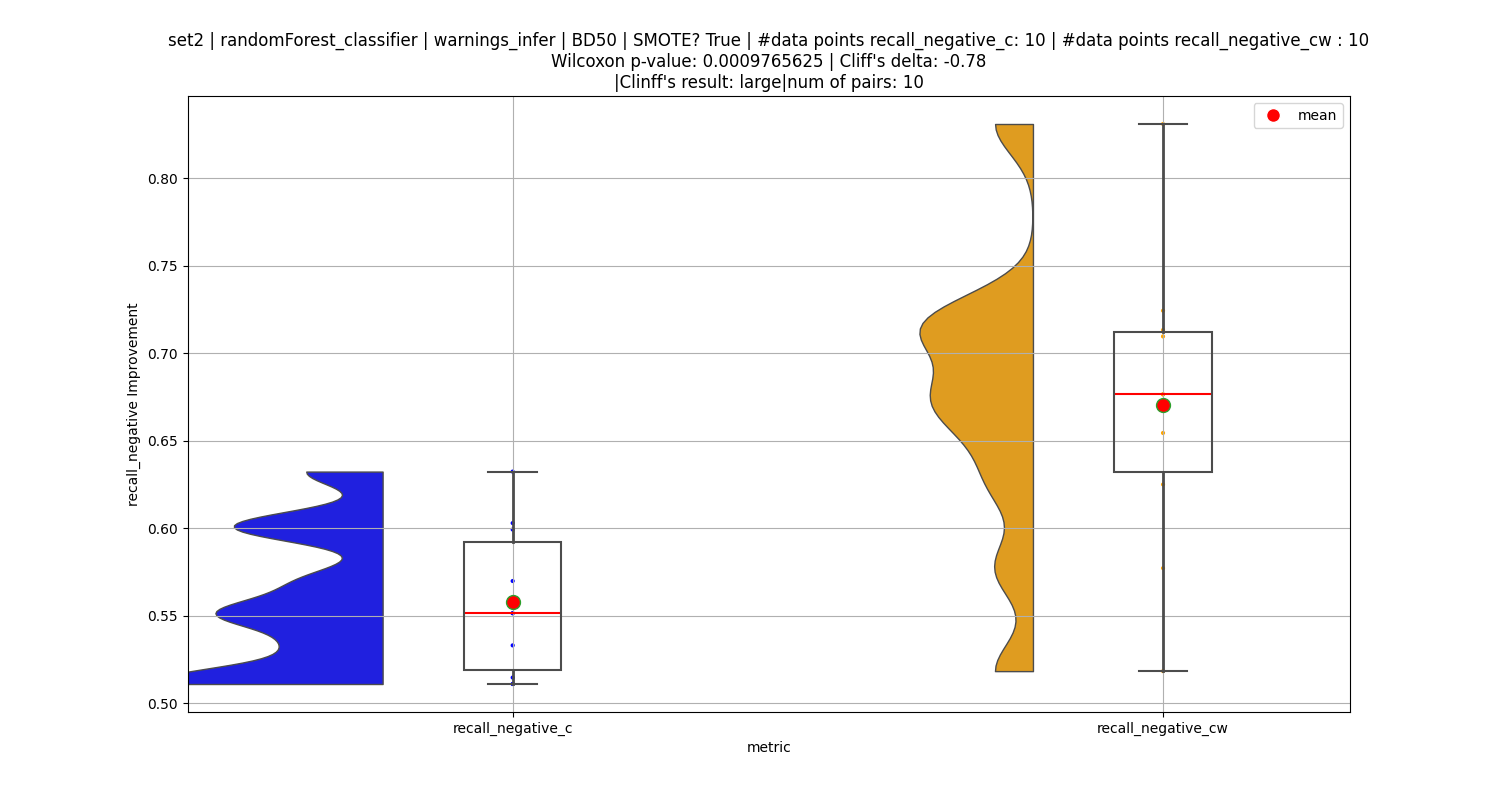 set2 | randomForest_classifier | warnings_infer | BD50 | SMOTE? True | #data points recall_negative_c: 10 | #data points recall_negative_cw : 10
Wilcoxon p-value: 0.0009765625 | Cliff's delta: -0.78
|Clinff's result: large|num of pairs: 10
mean
0.80
0.75
0.70
0.65
0.60
0.55
0.50
recall_negative Improvement
recall_negative_c
recall_negative_cw
metric